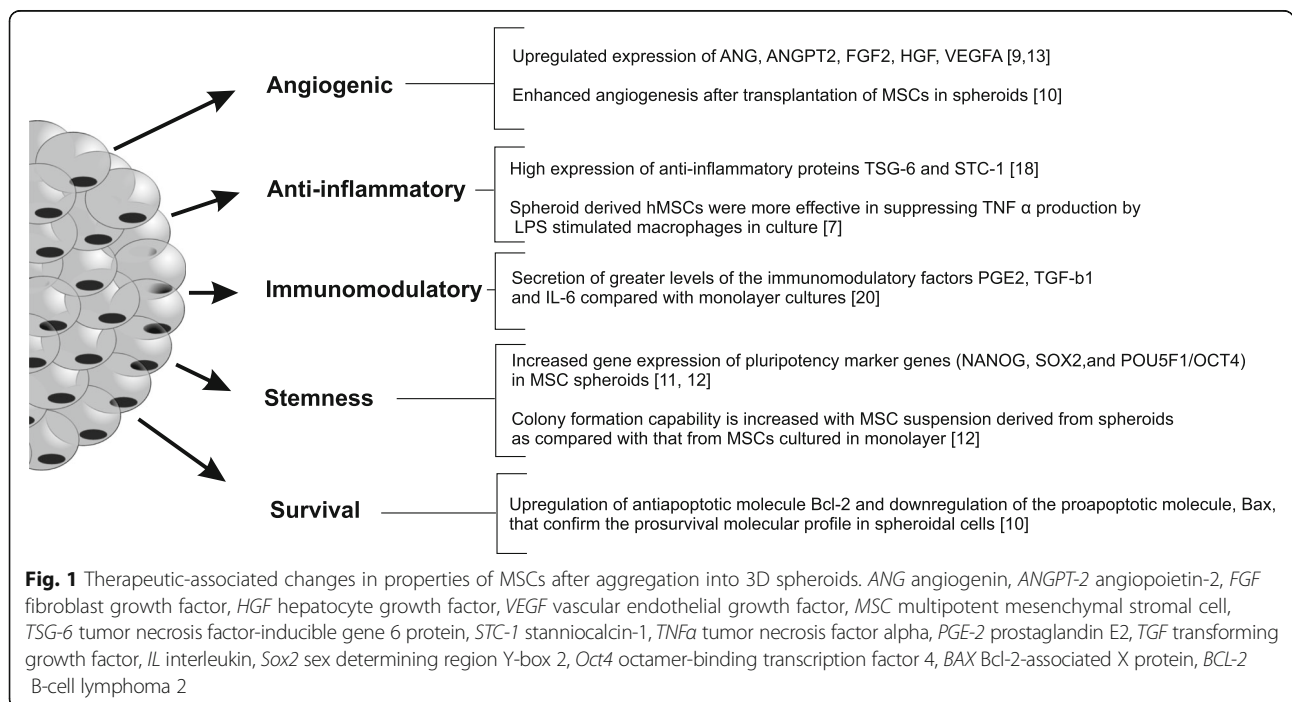 Angiogenic
Upregulated expression of ANG, ANGPT2, FGF2, HGF, VEGFA [9,13]
Enhanced angiogenesis after transplantation of MSCs in spheroids [10]
Anti-inflammatory
High expression of anti-inflammatory proteins TSG-6 and STC-1 [18]
Spheroid derived hMSCs were more effective in suppressing TNF α production by
LPS stimulated macrophages in culture [7]
Immunomodulatory
Secretion of greater levels of the immunomodulatory factors PGE2, TGF-b1
and IL-6 compared with monolayer cultures [20]
Stemness
Increased gene expression of pluripotency marker genes (NANOG, SOX2,and POU5F1/OCT4)
in MSC spheroids [11, 12]
Colony formation capability is increased with MSC suspension derived from spheroids
as compared with that from MSCs cultured in monolayer [12]
Survival
Upregulation of antiapoptotic molecule Bcl-2 and downregulation of the proapoptotic molecule, Bax,
that confirm the prosurvival molecular profile in spheroidal cells [10]
Fig. 1 Therapeutic-associated changes in properties of MSCs after aggregation into 3D spheroids. ANG angiogenin, ANGPT-2 angiopoietin-2, FGF
fibroblast growth factor, HGF hepatocyte growth factor, VEGF vascular endothelial growth factor, MSC multipotent mesenchymal stromal cell,
TSG-6 tumor necrosis factor-inducible gene 6 protein, STC-1 stanniocalcin-1, TNFα tumor necrosis factor alpha, PGE-2 prostaglandin E2, TGF transforming
growth factor, IL interleukin, Sox2 sex determining region Y-box 2, Oct4 octamer-binding transcription factor 4, BAX Bcl-2-associated X protein, BCL-2
B-cell lymphoma 2